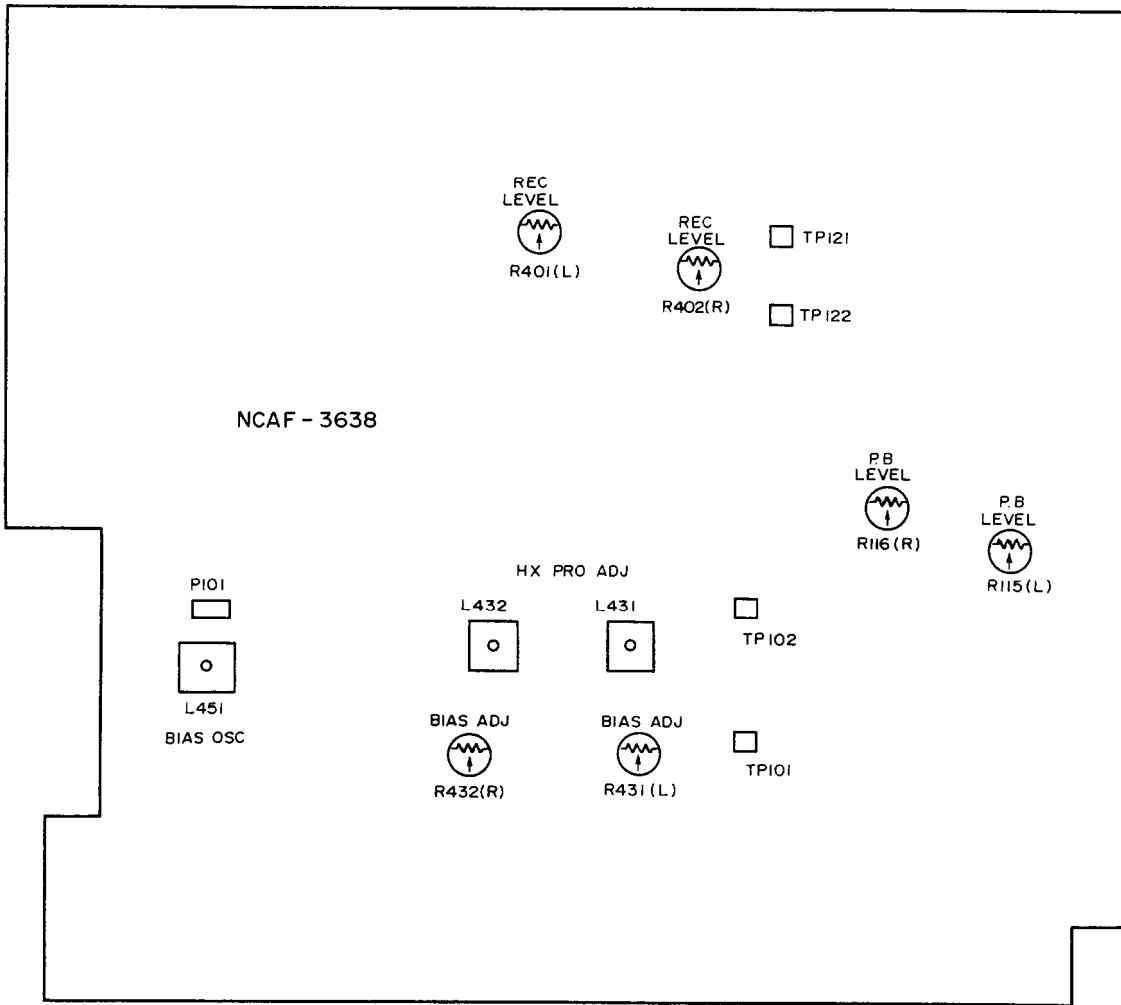 REC
LEVEL
R401(L)
REC
LEVEL
R402(R)
TP121
TP122
NCAF-3638
P.B
LEVEL
R116(R)
P.B
LEVEL
R115(L)
P101
L451
BIAS OSC
HX PRO ADJ
L432
L431
TP102
BIAS ADJ
R432(R)
BIAS ADJ
R431(L)
TP101